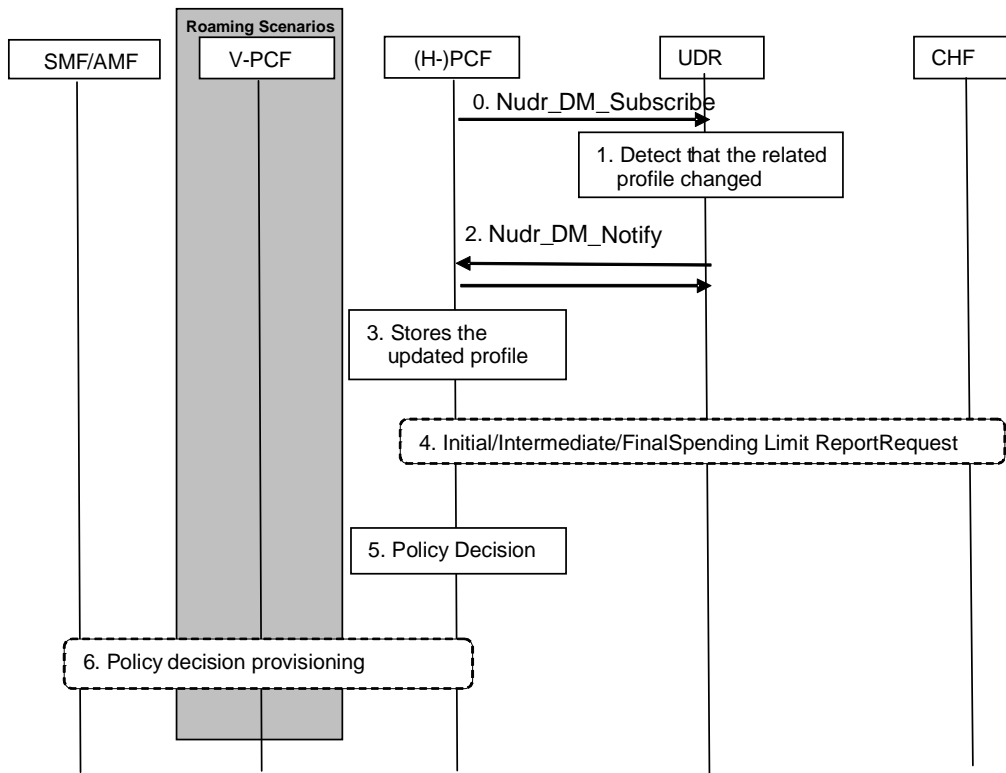 Roaming Scenarios
SMF/AMF
V-PCF
(H-)PCF
UDR
CHF
0. Nudr_DM_Subscribe
1. Detect that the related
profile changed
2. Nudr_DM_Notify
3. Stores the
updated profile
4. Initial/Intermediate/FinalSpending Limit ReportRequest
5. Policy Decision
6. Policy decision provisioning